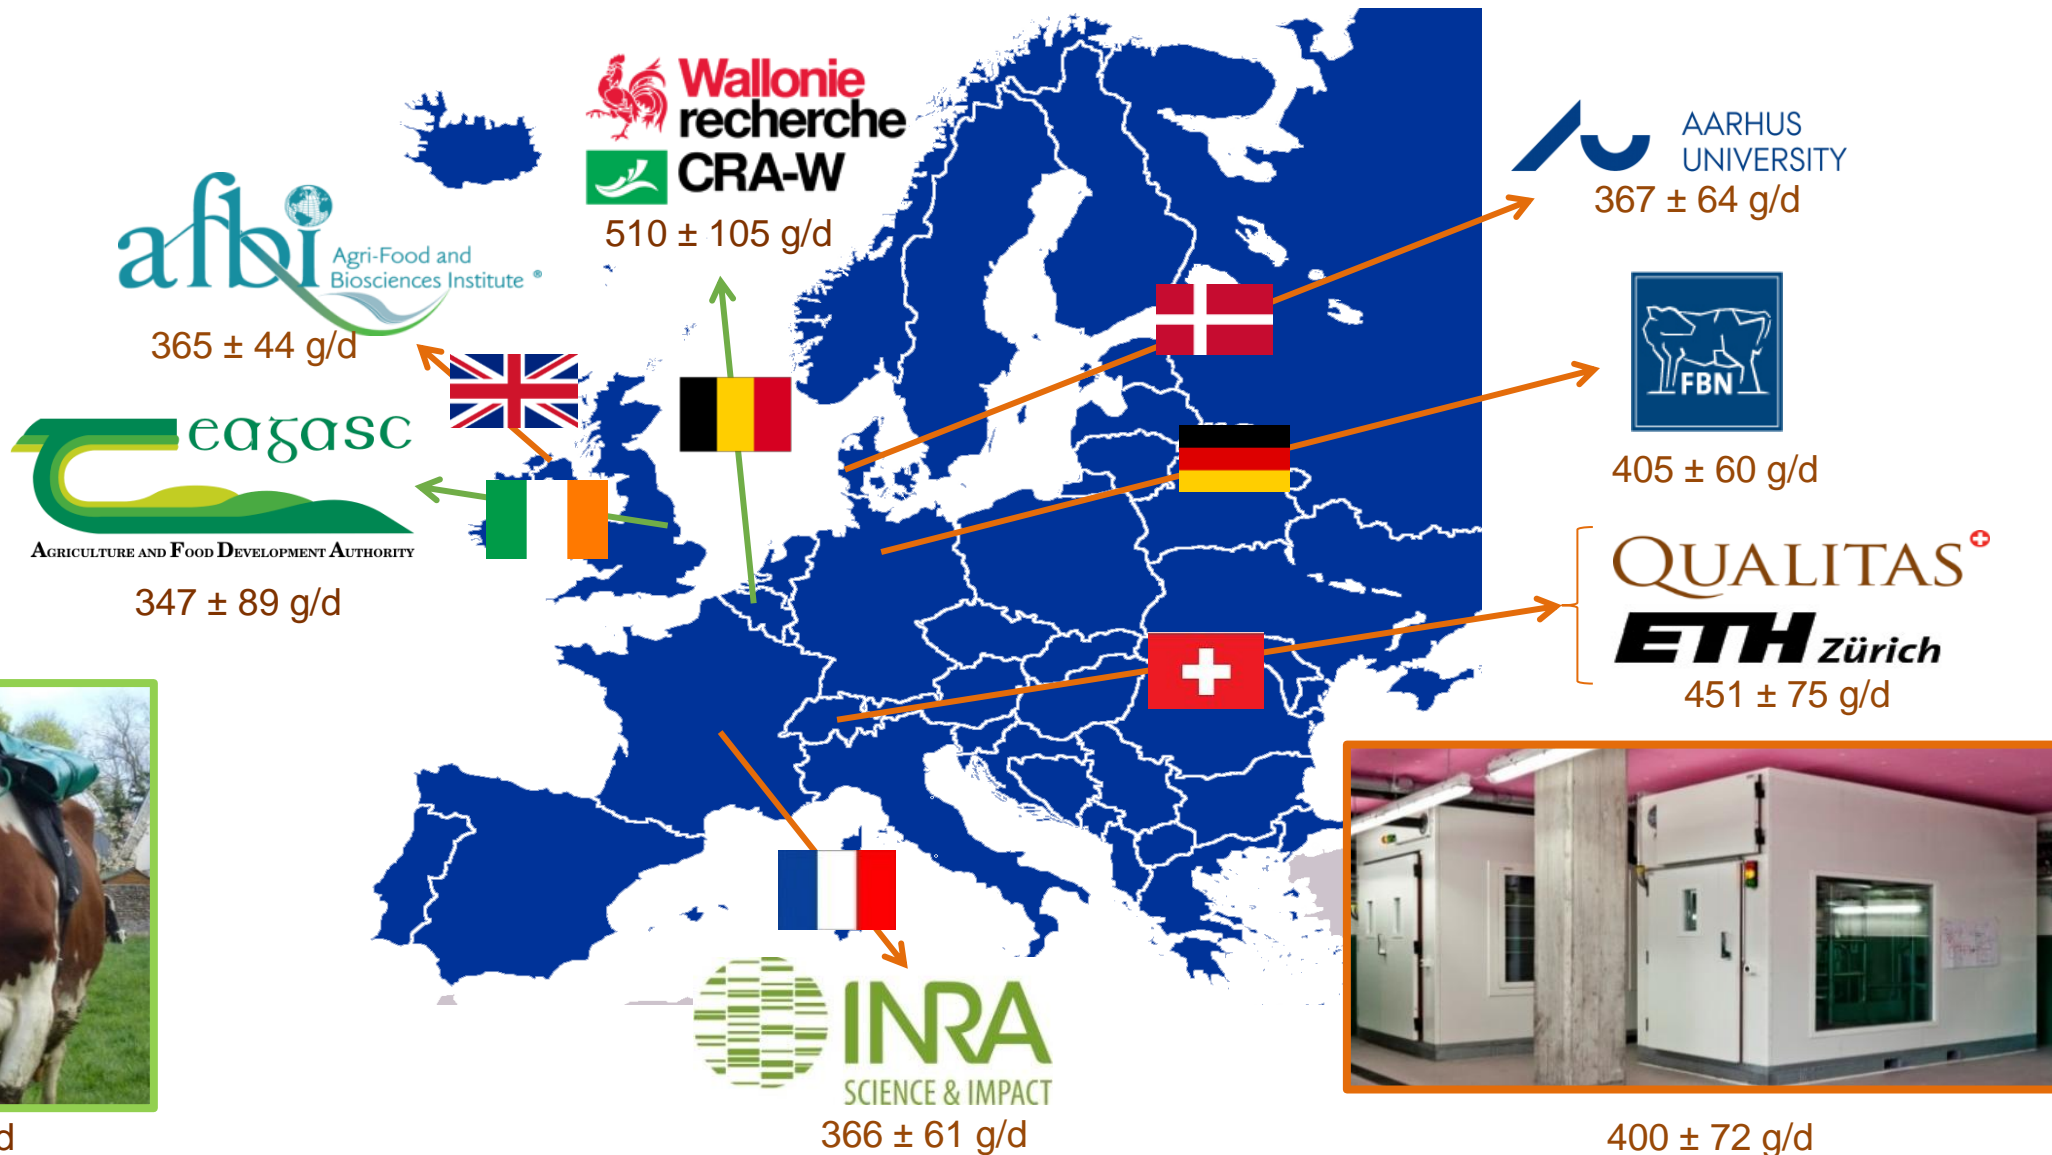 Wallonie
recherche
CRA-W
510 ± 105 g/d
AARHUS
UNIVERSITY
367 ± 64 g/d
afbi
Agri-Food and
Biosciences Institute ®
365 ± 44 g/d
FBN
405 ± 60 g/d
eagasc
AGRICULTURE AND FOOD DEVELOPMENT AUTHORITY
347 ± 89 g/d
QUALITAS
ETH Zürich
451 ± 75 g/d
INRA
SCIENCE & IMPACT
366 ± 61 g/d
d
400 ± 72 g/d